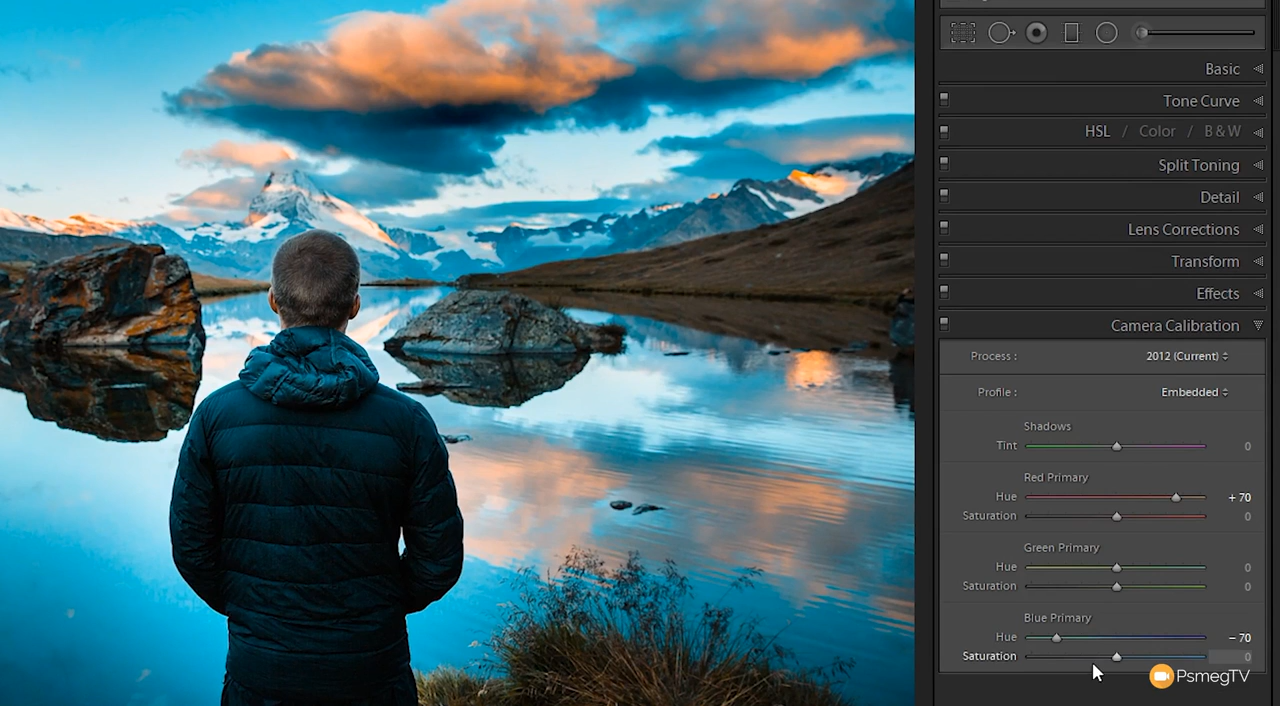 Basic
Tone Curve
HSL / Color / B & W
Split Toning
Detail
Lens Corrections
Transform
Effects
Camera Calibration
Process : 2012 (Current)
Profile : Embedded
Shadows
Tint 0
Red Primary
Hue + 70
Saturation 0
Green Primary
Hue 0
Saturation 0
Blue Primary
Hue – 70
Saturation 0
PsmegTV